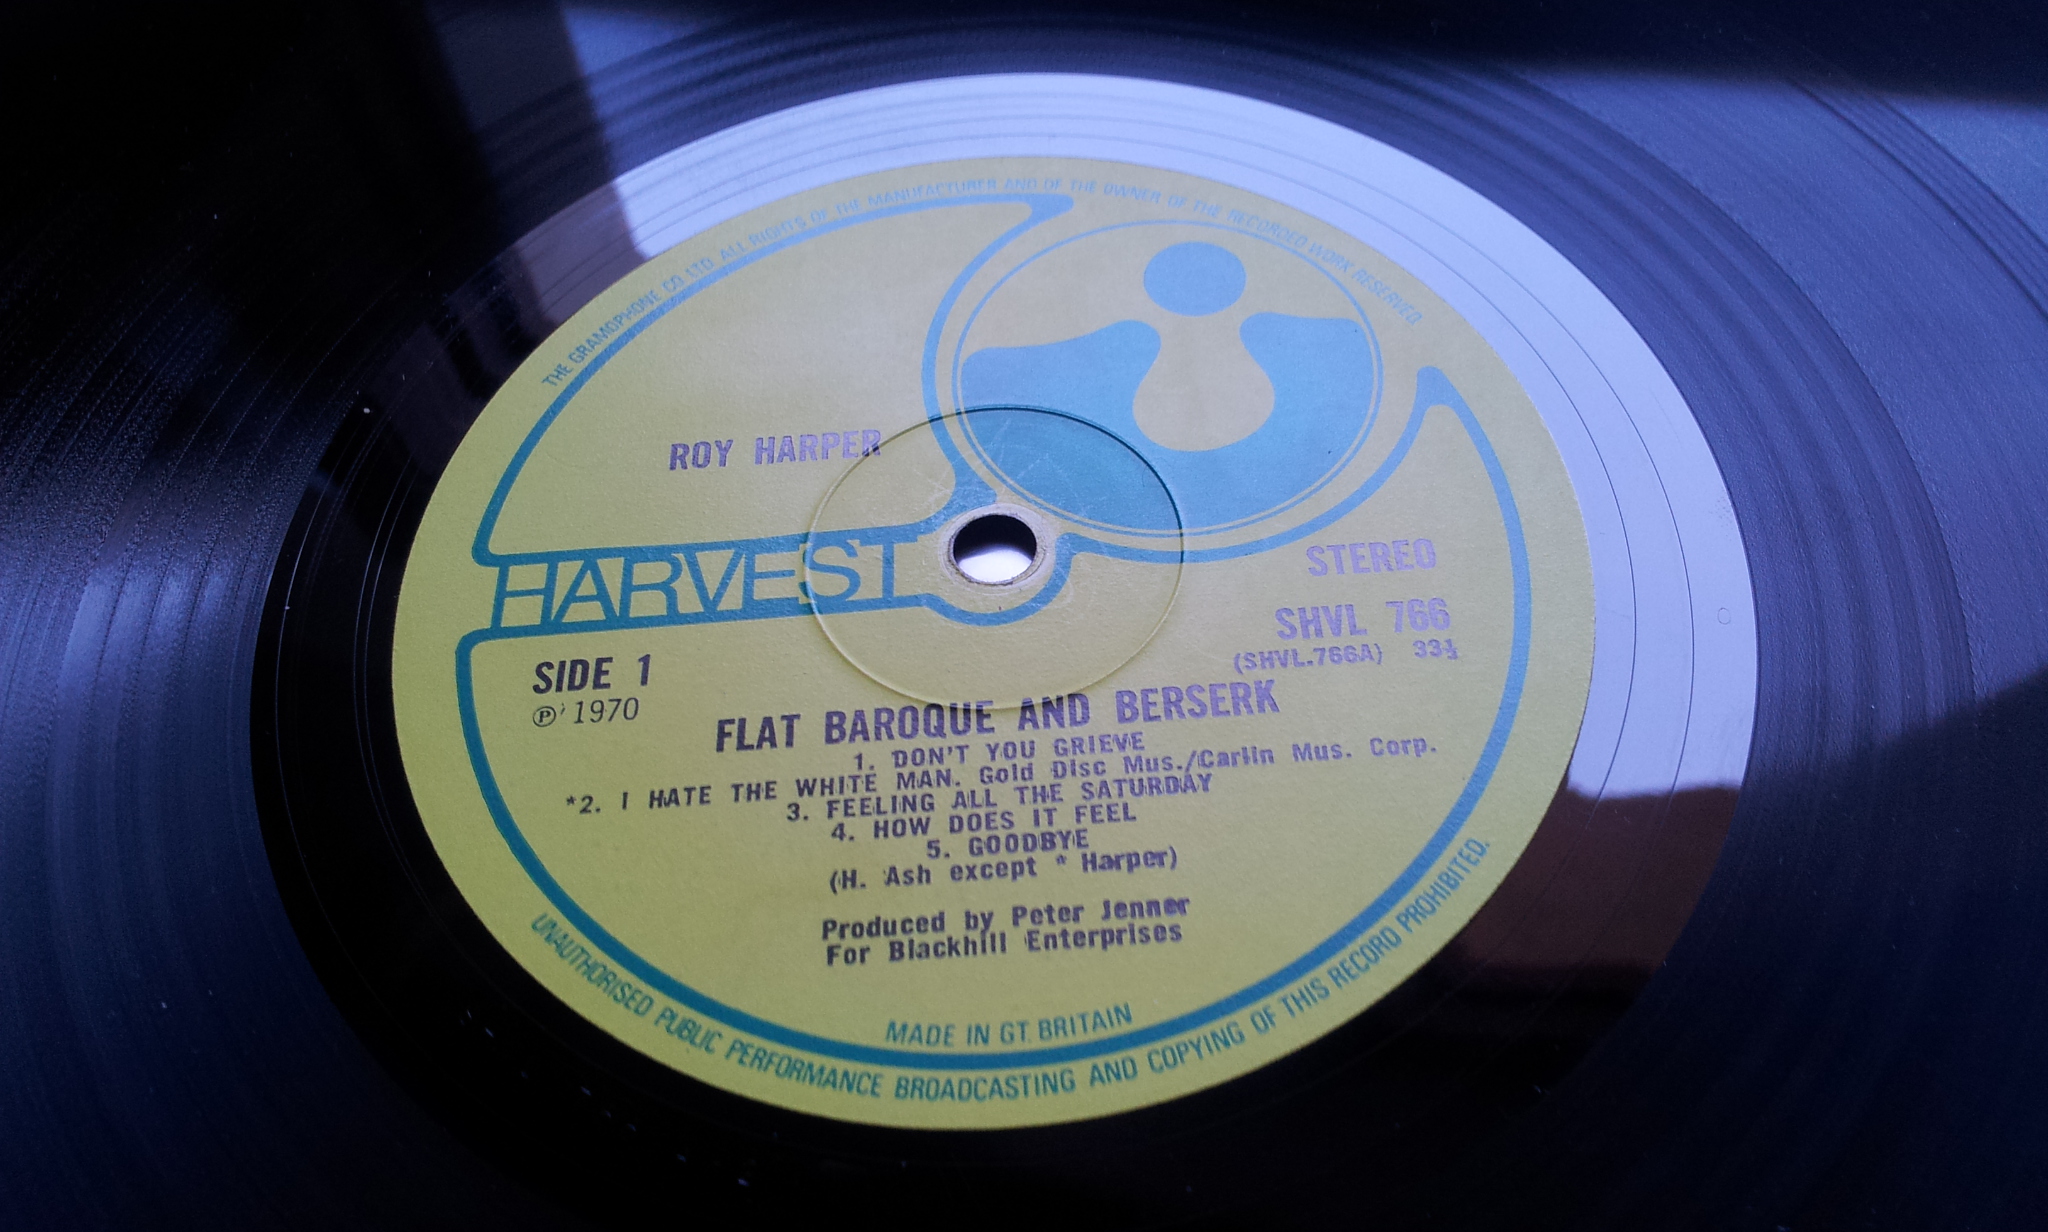 THE GRAMOPHONE CO. LTD. ALL RIGHTS OF THE MANUFACTURER AND OF THE OWNER OF THE RECORDED WORK RESERVED.
ROY HARPER
HARVEST
STEREO
SHVL 766
(SHVL.766A) 33⅓
SIDE 1
Ⓟ 1970
FLAT BAROQUE AND BERSERK
1. DON'T YOU GRIEVE
*2. I HATE THE WHITE MAN. Gold Disc Mus./Carlin Mus. Corp.
3. FEELING ALL THE SATURDAY
4. HOW DOES IT FEEL
5. GOODBYE
(H. Ash except * Harper)
Produced by Peter Jenner
For Blackhill Enterprises
MADE IN GT. BRITAIN
UNAUTHORISED PUBLIC PERFORMANCE BROADCASTING AND COPYING OF THIS RECORD PROHIBITED.